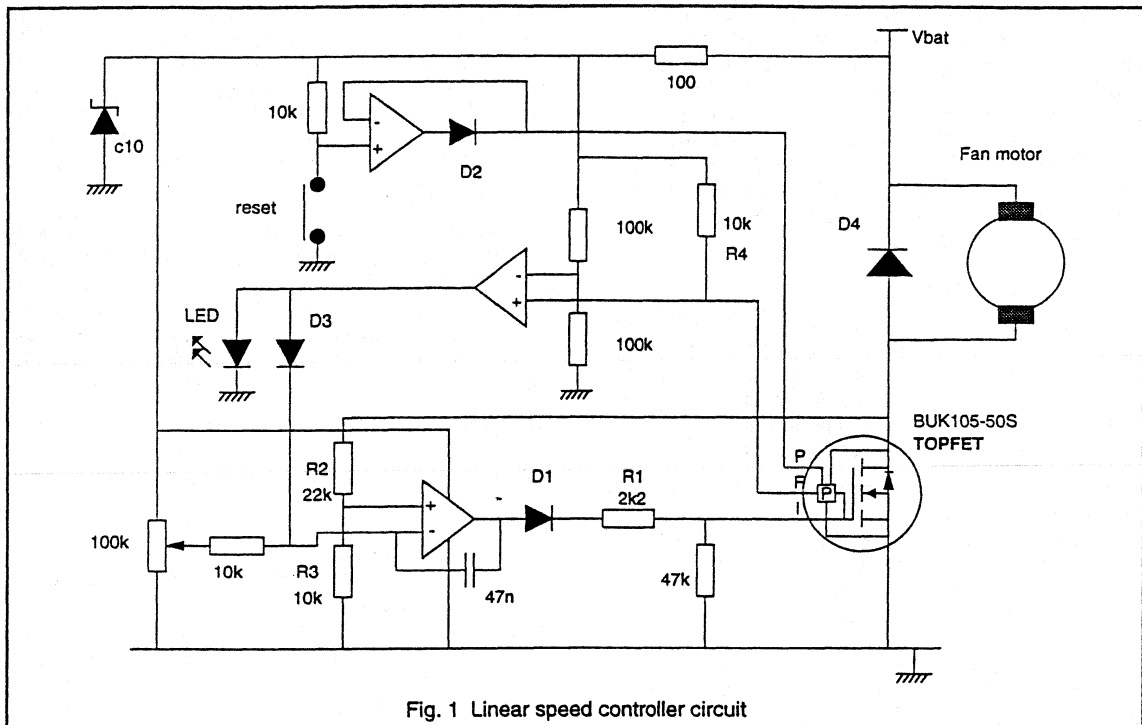 Vbat
100
10k
-
+
c10
D2
Fan motor
reset
100k
10k
D4
R4
-
+
LED
D3
100k
BUK105-50S
TOPFET
P
F
P
I
R2
22k
D1
R1
2k2
-
+
-
100k
10k
R3
10k
47n
47k
Fig. 1 Linear speed controller circuit